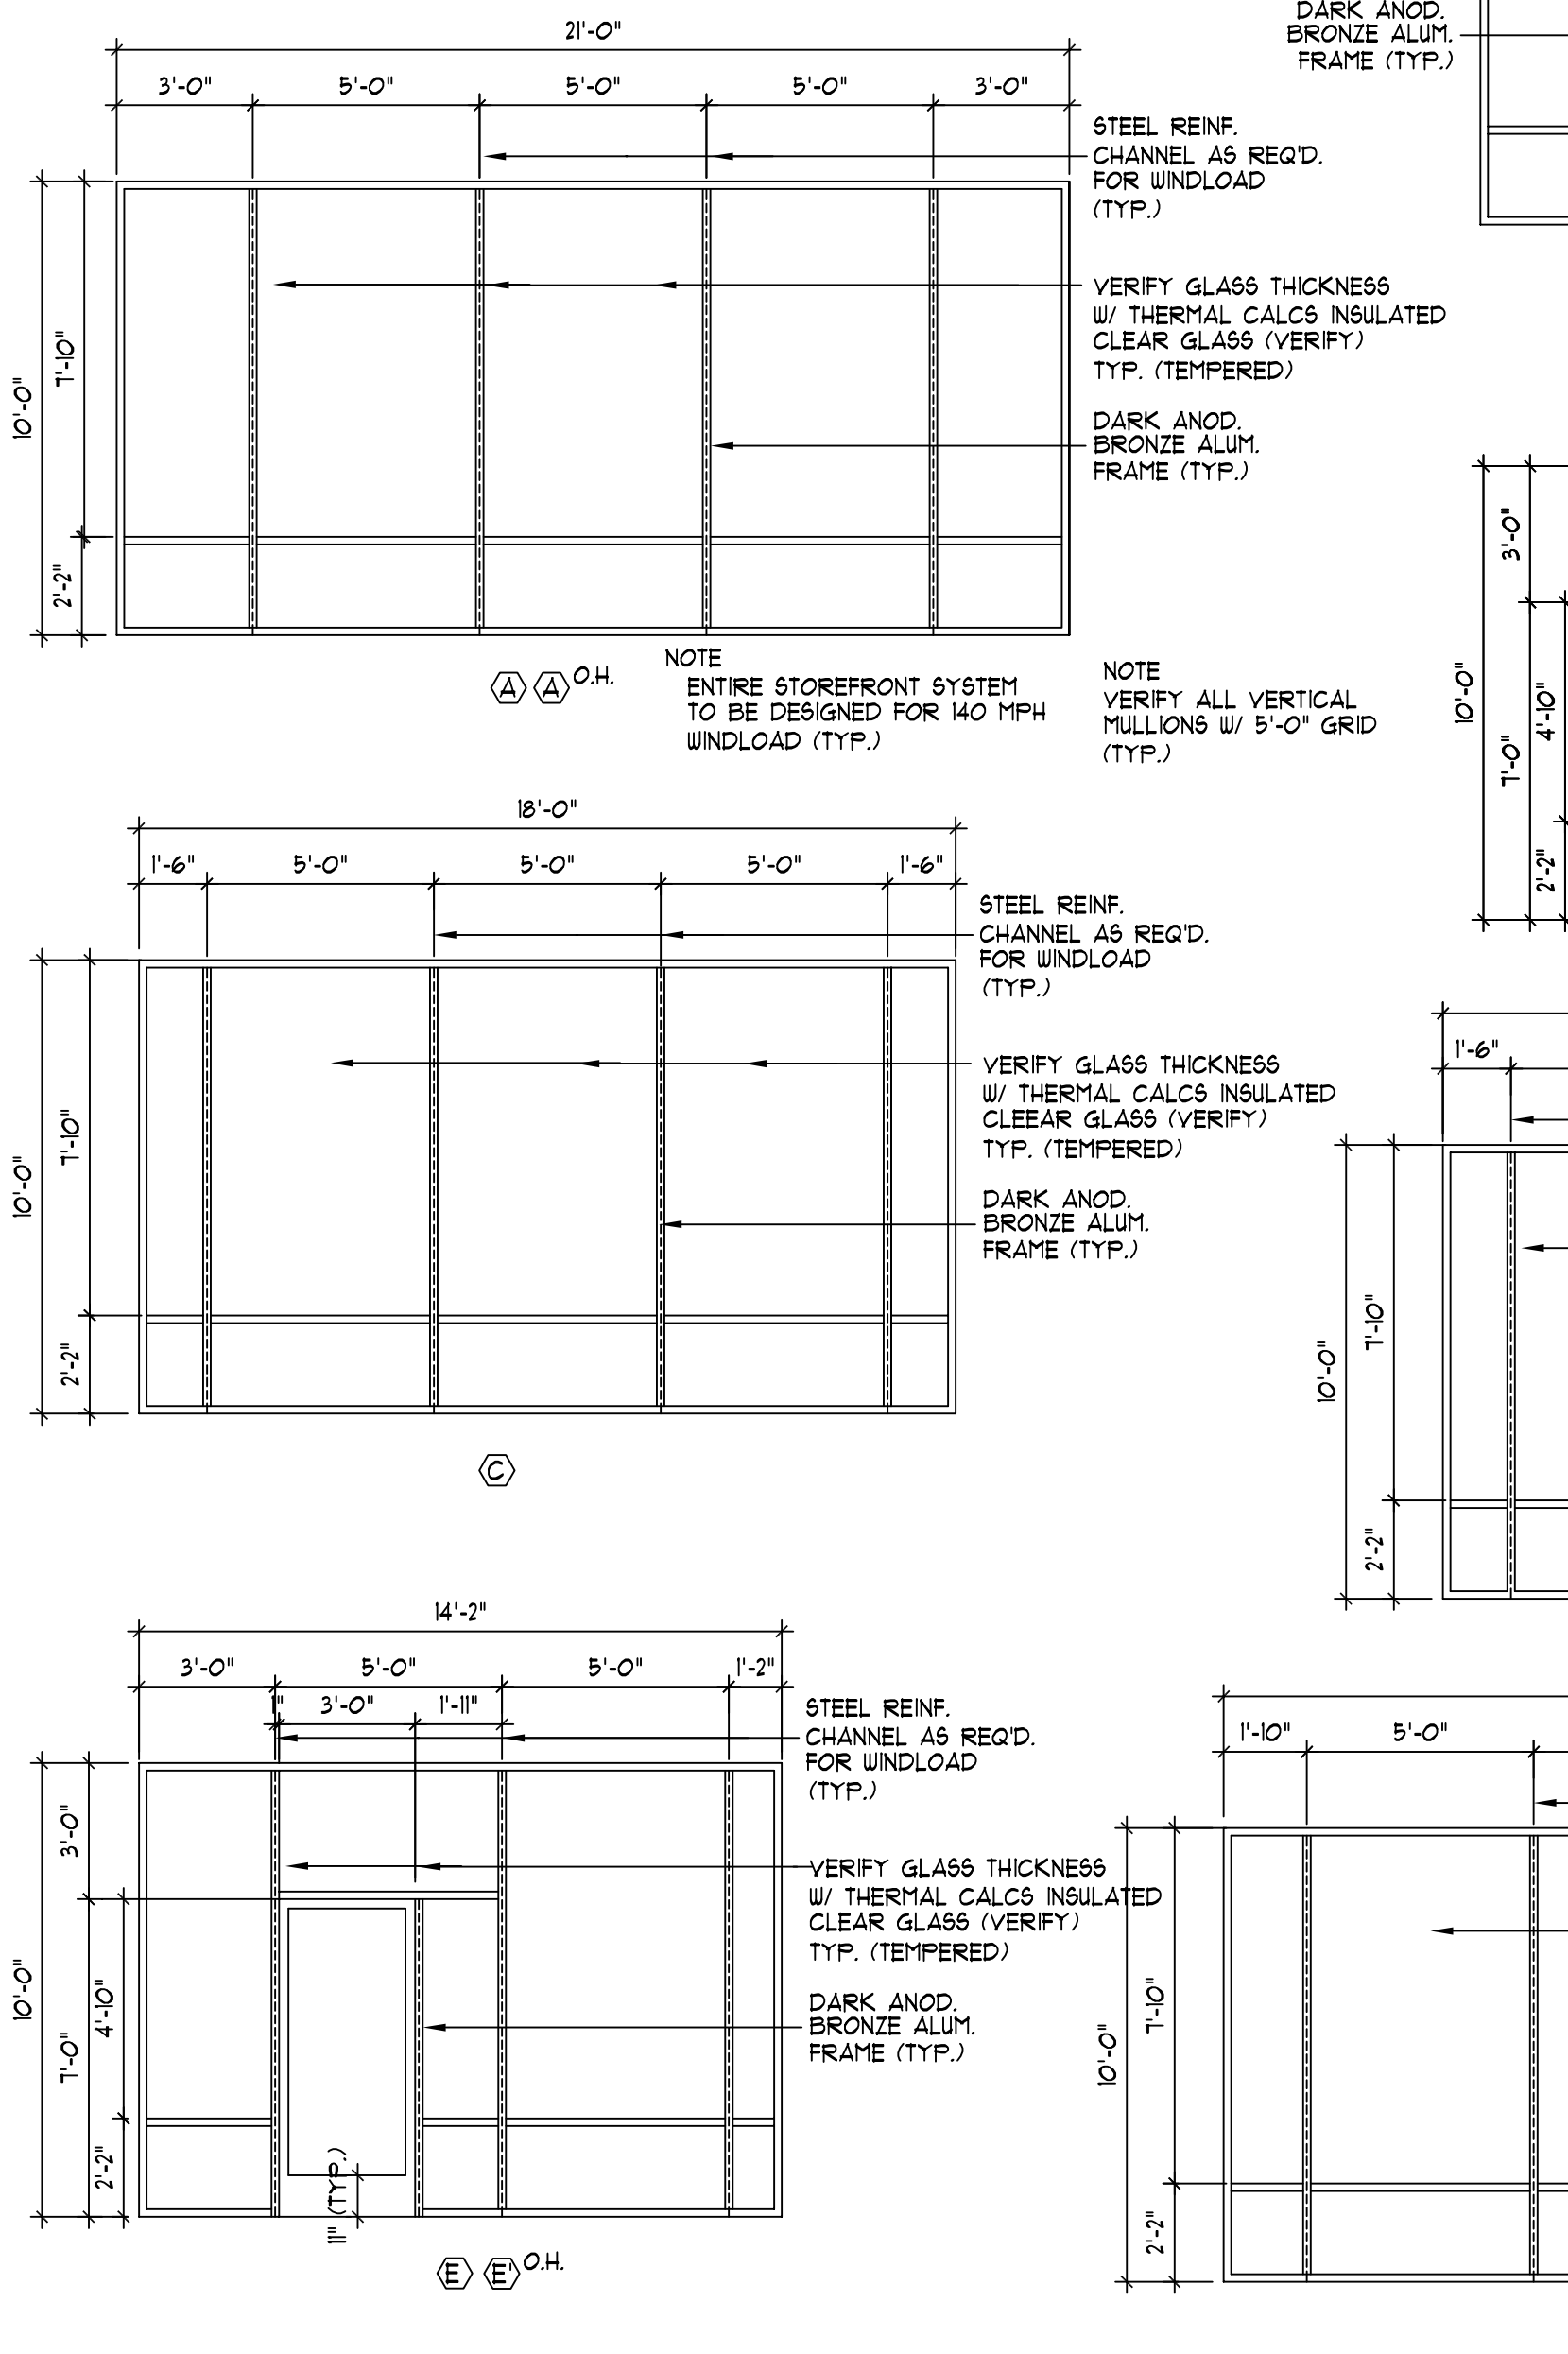 21'-0"
3'-0" 5'-0" 5'-0" 5'-0" 3'-0"
STEEL REINF.
CHANNEL AS REQ'D.
FOR WINDLOAD
(TYP.)
VERIFY GLASS THICKNESS
W/ THERMAL CALCS INSULATED
CLEAR GLASS (VERIFY)
TYP. (TEMPERED)
DARK ANOD.
BRONZE ALUM.
FRAME (TYP.)
10'-0"
7'-10"
2'-2"
A A O.H.
NOTE
ENTIRE STOREFRONT SYSTEM
TO BE DESIGNED FOR 140 MPH
WINDLOAD (TYP.)
NOTE
VERIFY ALL VERTICAL
MULLIONS W/ 5'-0" GRID
(TYP.)
DARK ANOD.
BRONZE ALUM.
FRAME (TYP.)
10'-0"
3'-0"
7'-0"
4'-10"
2'-2"
18'-0"
1'-6" 5'-0" 5'-0" 5'-0" 1'-6"
STEEL REINF.
CHANNEL AS REQ'D.
FOR WINDLOAD
(TYP.)
VERIFY GLASS THICKNESS
W/ THERMAL CALCS INSULATED
CLEEAR GLASS (VERIFY)
TYP. (TEMPERED)
DARK ANOD.
BRONZE ALUM.
FRAME (TYP.)
10'-0"
7'-10"
2'-2"
C
1'-6"
10'-0"
7'-10"
2'-2"
14'-2"
3'-0" 5'-0" 5'-0" 1'-2"
1" 3'-0" 1'-11"
STEEL REINF.
CHANNEL AS REQ'D.
FOR WINDLOAD
(TYP.)
VERIFY GLASS THICKNESS
W/ THERMAL CALCS INSULATED
CLEAR GLASS (VERIFY)
TYP. (TEMPERED)
DARK ANOD.
BRONZE ALUM.
FRAME (TYP.)
10'-0"
3'-0"
7'-0"
4'-10"
2'-2"
11" (TYP.)
E E' O.H.
1'-10" 5'-0"
10'-0"
7'-10"
2'-2"